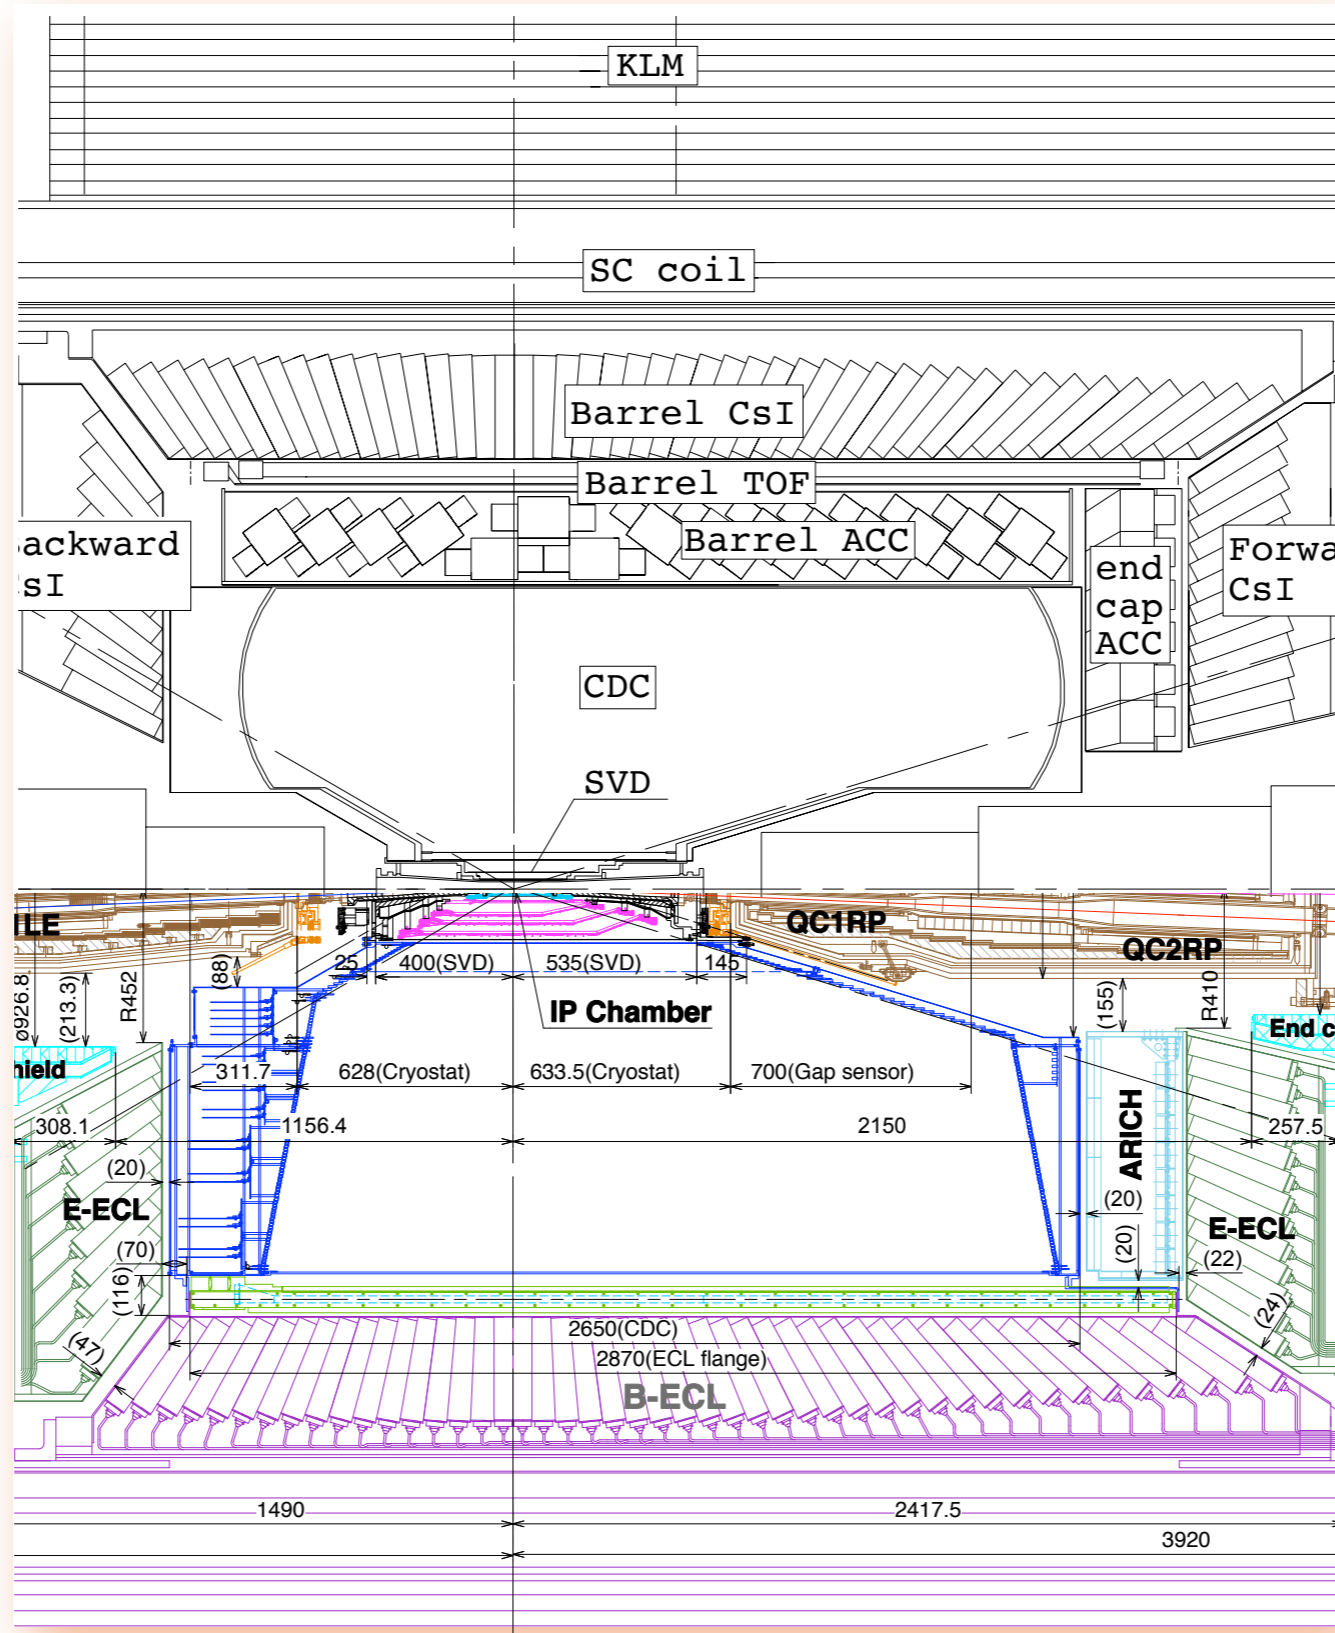 KLM
SC coil
Barrel CsI
Barrel TOF
Barrel ACC
ackward
sI
end
cap
ACC
Forwa
CsI
CDC
SVD
1LE
QC1RP
QC2RP
(88)
25
400(SVD)
535(SVD)
145
ø926.8
(213.3)
R452
IP Chamber
(155)
R410
End c
hield
311.7
628(Cryostat)
633.5(Cryostat)
700(Gap sensor)
308.1
1156.4
2150
257.5
(20)
ARICH
E-ECL
(20)
E-ECL
(70)
(116)
(20)
(22)
2650(CDC)
(24)
(47)
2870(ECL flange)
B-ECL
1490
2417.5
3920